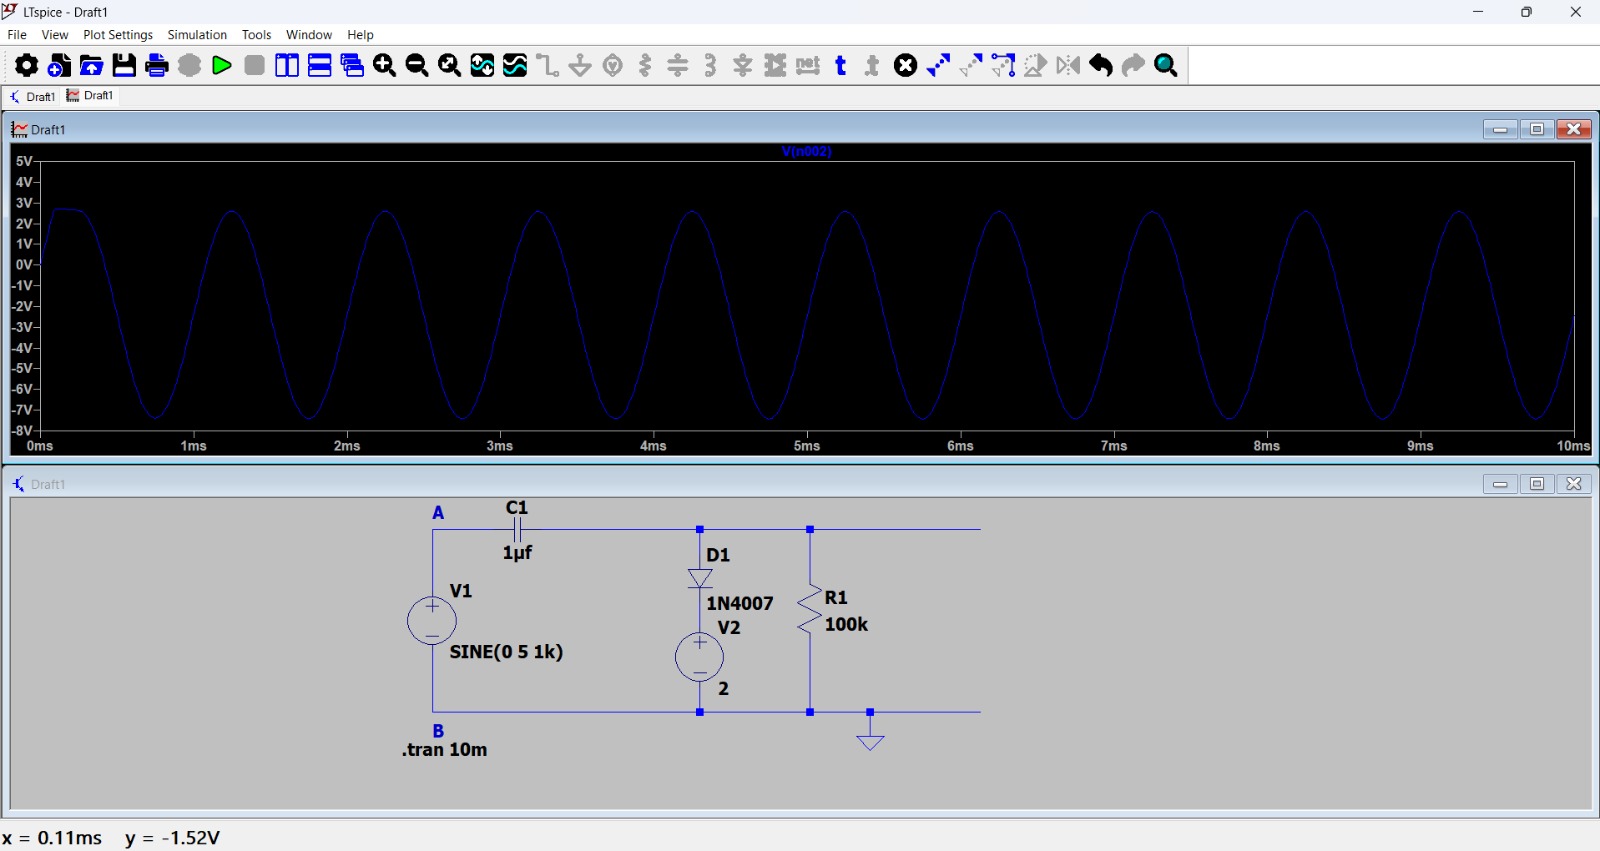 LTspice - Draft1
File View Plot Settings Simulation Tools Window Help
net t t
Draft1 Draft1
Draft1
V(n002)
5V
4V
3V
2V
1V
0V
-1V
-2V
-3V
-4V
-5V
-6V
-7V
-8V
0ms 1ms 2ms 3ms 4ms 5ms 6ms 7ms 8ms 9ms 10ms
Draft1
A C1
1µf
D1
V1
1N4007 R1
V2 100k
SINE(0 5 1k)
2
B
.tran 10m
x = 0.11ms y = -1.52V